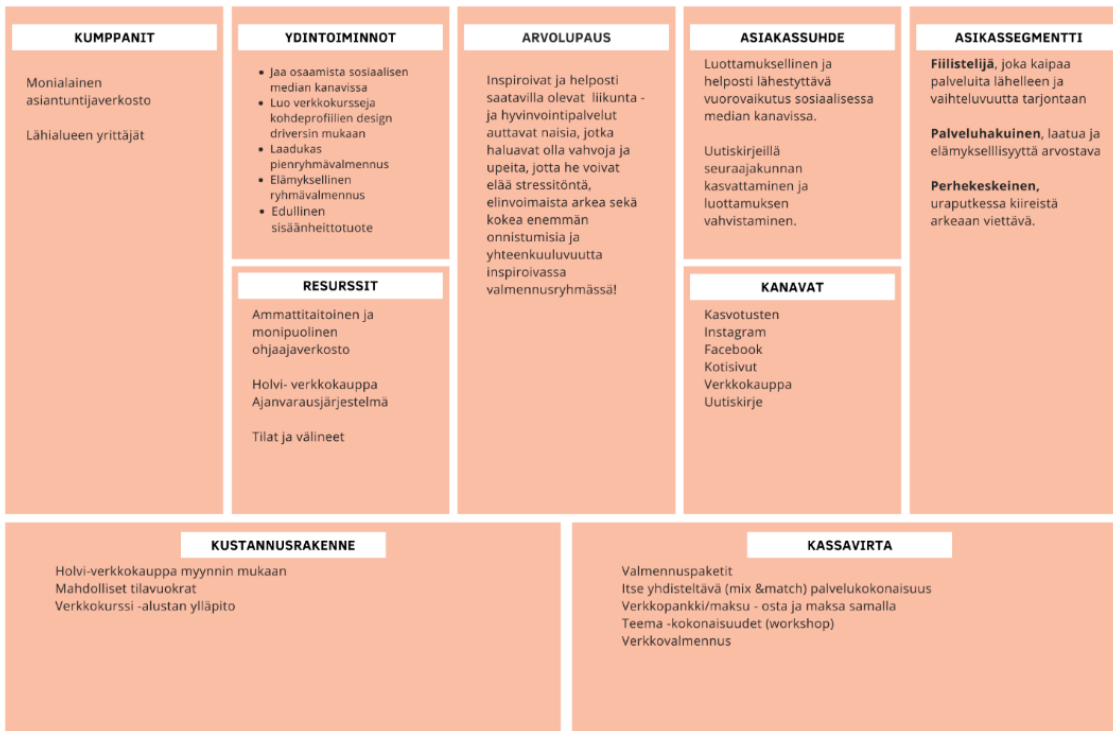 KUMPPANIT
Monialainen
asiantuntijaverkosto
Lähialueen yrittäjät
YDINTOIMINNOT
• Jaa osaamista sosiaalisen
median kanavissa
• Luo verkkokursseja
kohdeprofiilien design
driversin mukaan
• Laadukas
pienryhmävalmennus
• Elämyksellinen
ryhmävalmennus
• Edullinen
sisäänheittotuote
RESURSSIT
Ammattitaitoinen ja
monipuolinen
ohjaajaverkosto
Holvi- verkkokauppa
Ajanvarausjärjestelmä
Tilat ja välineet
ARVOLUPAUS
Inspiroivat ja helposti
saatavilla olevat liikunta -
ja hyvinvointipalvelut
auttavat naisia, jotka
haluavat olla vahvoja ja
upeita, jotta he voivat
elää stressitöntä,
elinvoimaista arkea sekä
kokea enemmän
onnistumisia ja
yhteenkuuluvuutta
inspiroivassa
valmennusryhmässä!
ASIAKASSUHDE
Luottamuksellinen ja
helposti lähestyttävä
vuorovaikutus sosiaalisessa
median kanavissa.
Uutiskirjeillä
seuraajakunnan
kasvattaminen ja
luottamuksen
vahvistaminen.
KANAVAT
Kasvotusten
Instagram
Facebook
Kotisivut
Verkkokauppa
Uutiskirje
ASIKASSEGMENTTI
Fiilistelijä, joka kaipaa
palveluita lähelleen ja
vaihteluvuutta tarjontaan
Palveluhakuinen, laatua ja
elämykselllisyyttä arvostava
Perhekeskeinen,
uraputkessa kiireistä
arkeaan viettävä.
KUSTANNUSRAKENNE
Holvi-verkkokauppa myynnin mukaan
Mahdolliset tilavuokrat
Verkkokurssi -alustan ylläpito
KASSAVIRTA
Valmennuspaketit
Itse yhdisteltävä (mix &match) palvelukokonaisuus
Verkkopankki/maksu - osta ja maksa samalla
Teema -kokonaisuudet (workshop)
Verkkovalmennus